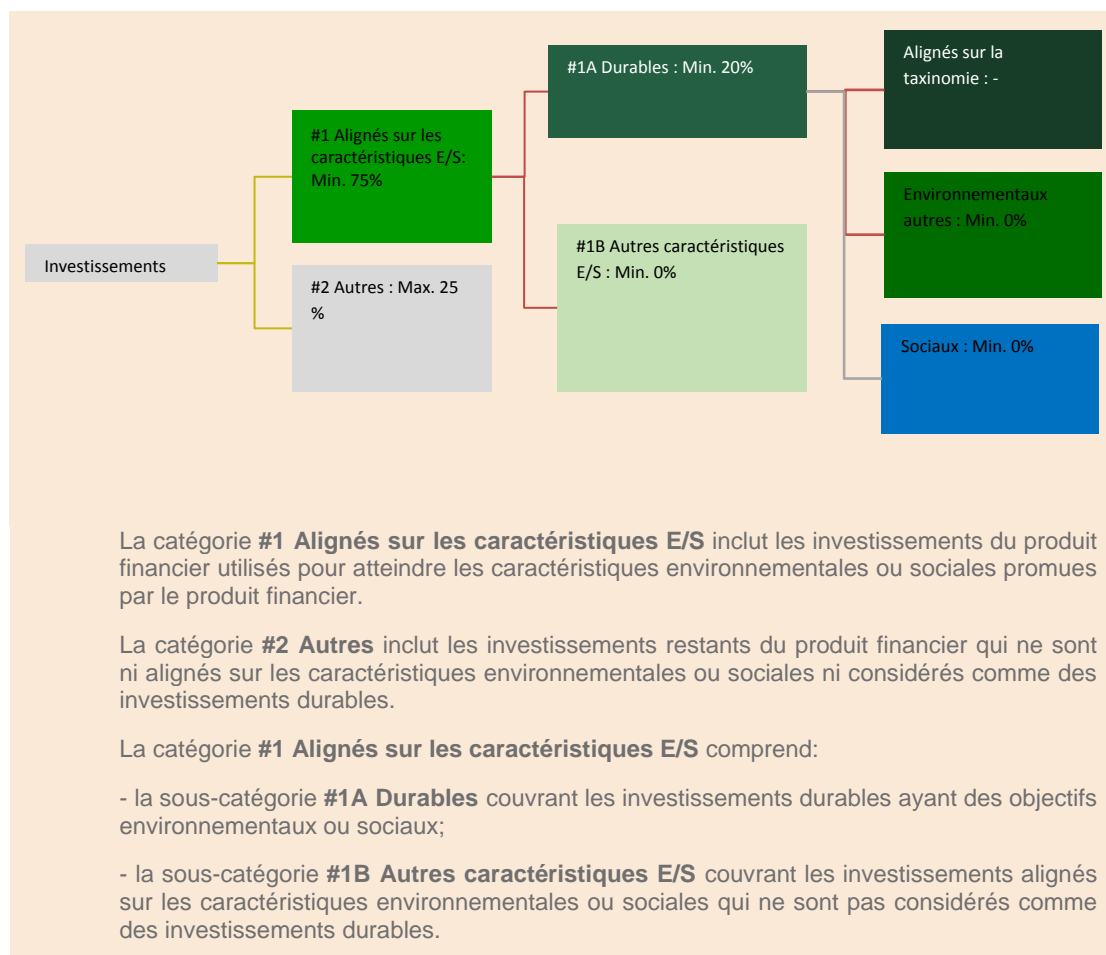 Investissements
#1 Alignés sur les
caractéristiques E/S:
Min. 75%
#2 Autres : Max. 25
%
#1A Durables : Min. 20%
#1B Autres caractéristiques
E/S : Min. 0%
Alignés sur la
taxinomie : -
Environnementaux
autres : Min. 0%
Sociaux : Min. 0%
La catégorie #1 Alignés sur les caractéristiques E/S inclut les investissements du produit
financier utilisés pour atteindre les caractéristiques environnementales ou sociales promues
par le produit financier.
La catégorie #2 Autres inclut les investissements restants du produit financier qui ne sont
ni alignés sur les caractéristiques environnementales ou sociales ni considérés comme des
investissements durables.
La catégorie #1 Alignés sur les caractéristiques E/S comprend:
- la sous-catégorie #1A Durables couvrant les investissements durables ayant des objectifs
environnementaux ou sociaux;
- la sous-catégorie #1B Autres caractéristiques E/S couvrant les investissements alignés
sur les caractéristiques environnementales ou sociales qui ne sont pas considérés comme
des investissements durables.